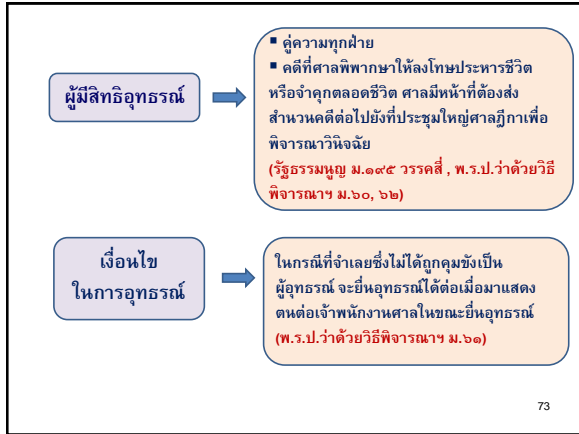 ผู้มีสิทธิอุทธรณ์
▪ คู่ความทุกฝ่าย
▪ คดีที่ศาลพิพากษาให้ลงโทษประหารชีวิต
หรือจำคุกตลอดชีวิต ศาลมีหน้าที่ต้องส่ง
สำนวนคดีต่อไปยังที่ประชุมใหญ่ศาลฎีกาเพื่อ
พิจารณาวินิจฉัย
(รัฐธรรมนูญ ม.๑๙๕ วรรคสี่ , พ.ร.ป.ว่าด้วยวิธี
พิจารณาฯ ม.๖๐, ๖๒)
เงื่อนไข
ในการอุทธรณ์
ในกรณีที่จำเลยซึ่งไม่ได้ถูกคุมขังเป็น
ผู้อุทธรณ์ จะยื่นอุทธรณ์ได้ต่อเมื่อมาแสดง
ตนต่อเจ้าพนักงานศาลในขณะยื่นอุทธรณ์
(พ.ร.ป.ว่าด้วยวิธีพิจารณาฯ ม.๖๑)
73